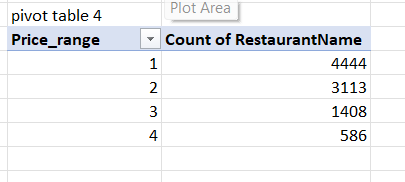 pivot table 4
Plot Area
Price_range Count of RestaurantName
1 4444
2 3113
3 1408
4 586